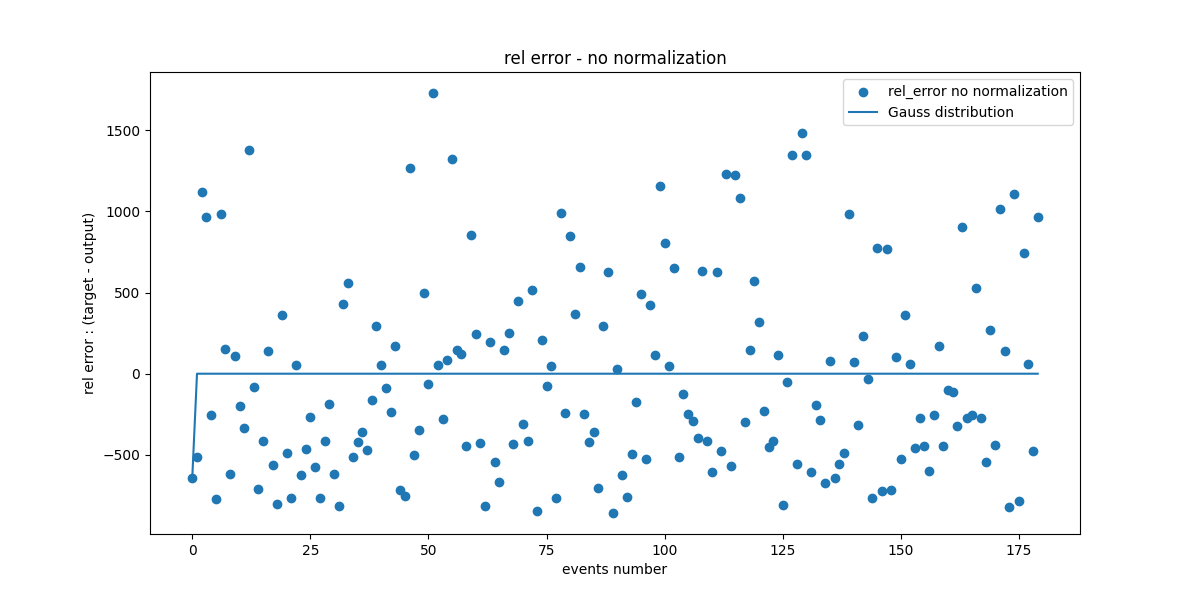 rel error - no normalization
rel_error no normalization
Gauss distribution
1500
1000
500
0
−500
rel error : (target - output)
0 25 50 75 100 125 150 175
events number